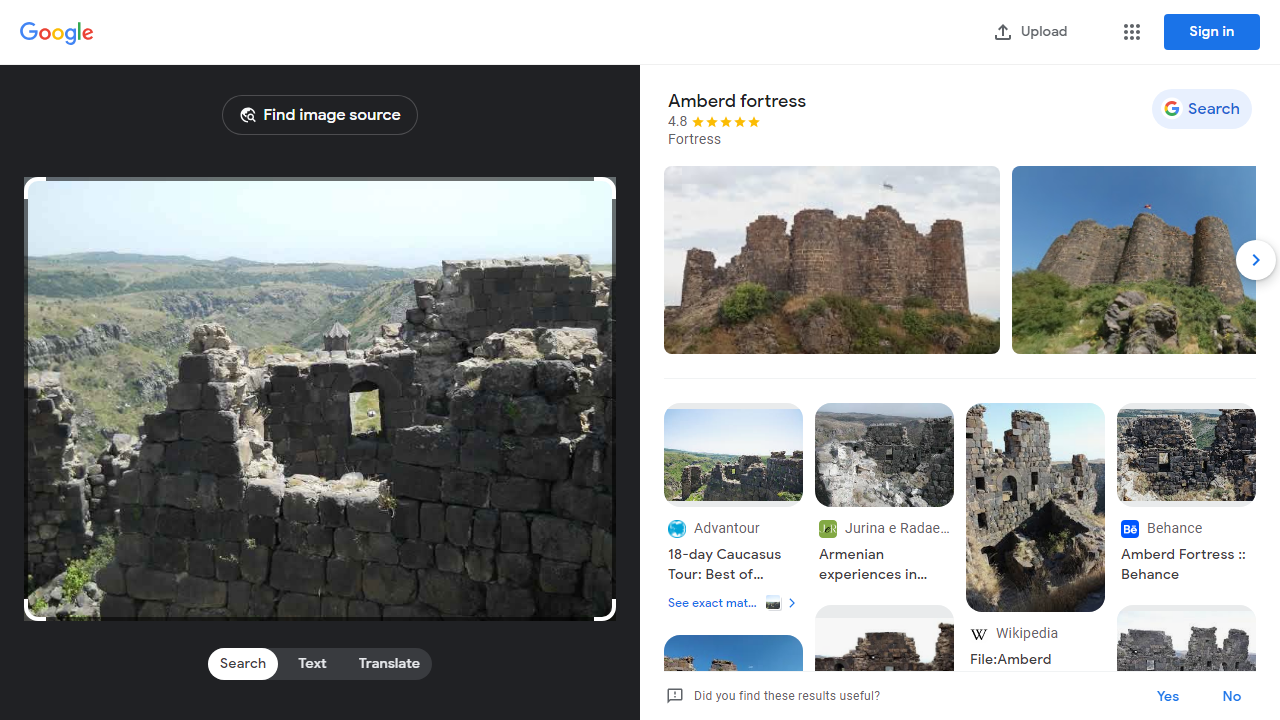 Google
Upload
Sign in
Find image source
Search
Text
Translate
Amberd fortress
4.8
Fortress
Search
Advantour
18-day Caucasus
Tour: Best of...
See exact mat...
Jurina e Radae...
Armenian
experiences in...
Wikipedia
File:Amberd
Bē Behance
Amberd Fortress ::
Behance
Did you find these results useful?
Yes
No